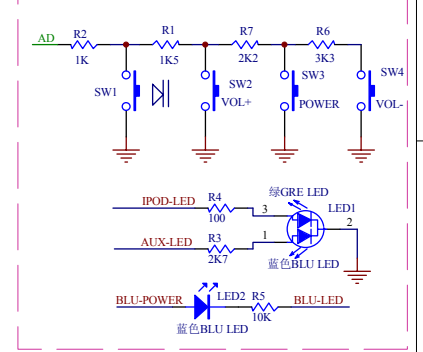 AD
R2
1K
R1
1K5
R7
2K2
R6
3K3
SW1
SW2
VOL+
SW3
POWER
SW4
VOL-
绿GRE LED
IPOD-LED
R4
100
3
LED1
2
AUX-LED
R3
2K7
1
蓝色BLU LED
BLU-POWER
LED2
R5
10K
BLU-LED
蓝色BLU LED